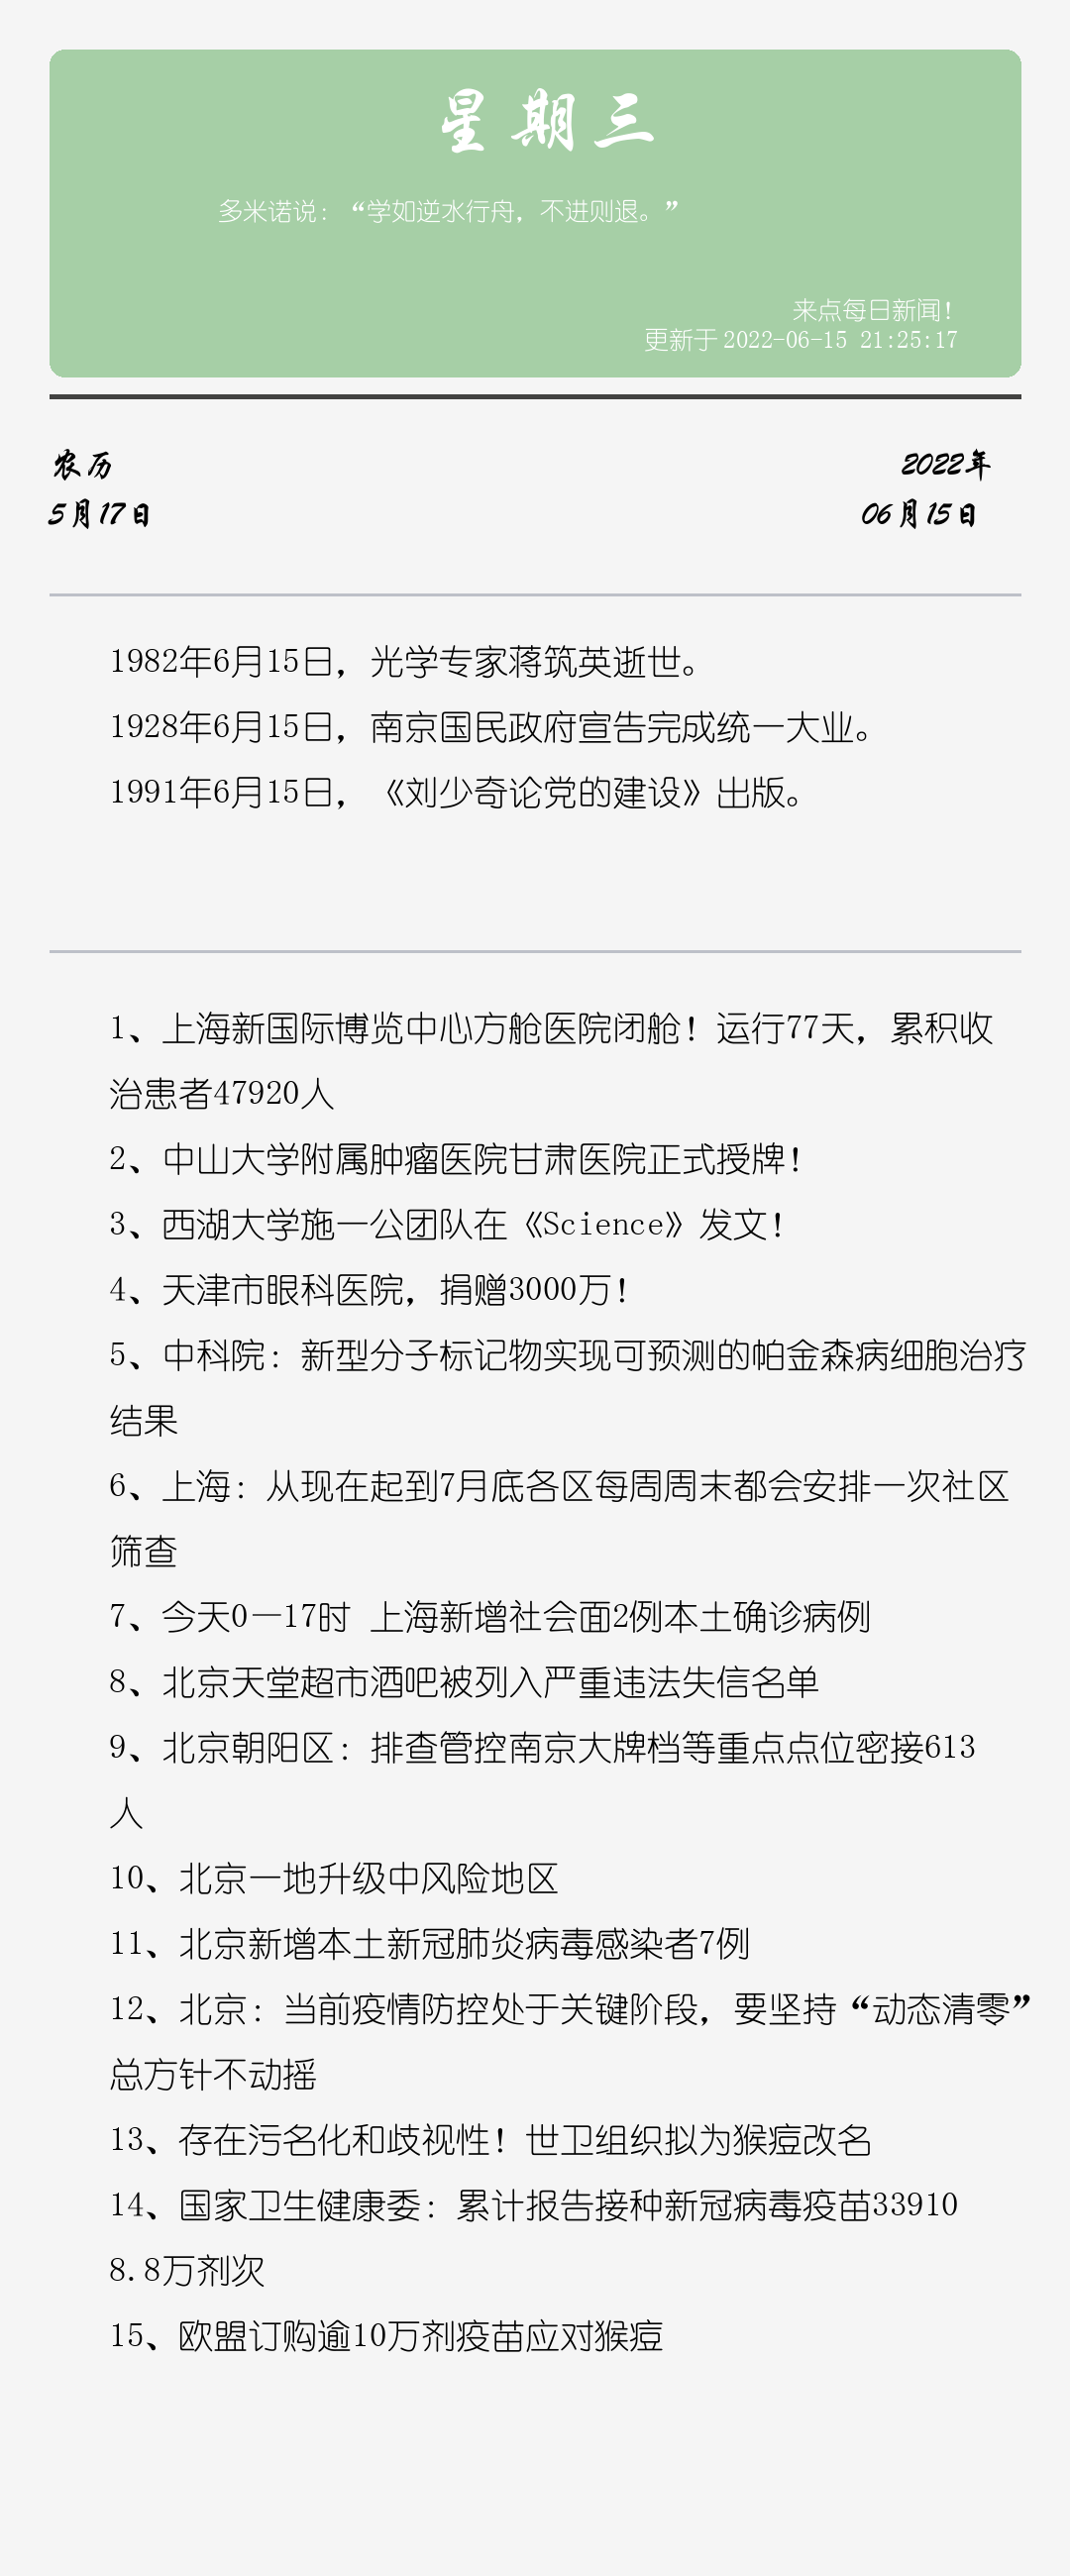 星期三
多米诺说：“学如逆水行舟，不进则退。”
来点每日新闻！
更新于 2022-06-15 21:25:17
农历
2022年
5月17日
06月15日
1982年6月15日，光学专家蒋筑英逝世。
1928年6月15日，南京国民政府宣告完成统一大业。
1991年6月15日，《刘少奇论党的建设》出版。
1、上海新国际博览中心方舱医院闭舱！运行77天，累积收
治患者47920人
2、中山大学附属肿瘤医院甘肃医院正式授牌！
3、西湖大学施一公团队在《Science》发文！
4、天津市眼科医院，捐赠3000万！
5、中科院：新型分子标记物实现可预测的帕金森病细胞治疗
结果
6、上海：从现在起到7月底各区每周周末都会安排一次社区
筛查
7、今天0—17时 上海新增社会面2例本土确诊病例
8、北京天堂超市酒吧被列入严重违法失信名单
9、北京朝阳区：排查管控南京大牌档等重点点位密接613
人
10、北京一地升级中风险地区
11、北京新增本土新冠肺炎病毒感染者7例
12、北京：当前疫情防控处于关键阶段，要坚持“动态清零”
总方针不动摇
13、存在污名化和歧视性！世卫组织拟为猴痘改名
14、国家卫生健康委：累计报告接种新冠病毒疫苗33910
8.8万剂次
15、欧盟订购逾10万剂疫苗应对猴痘